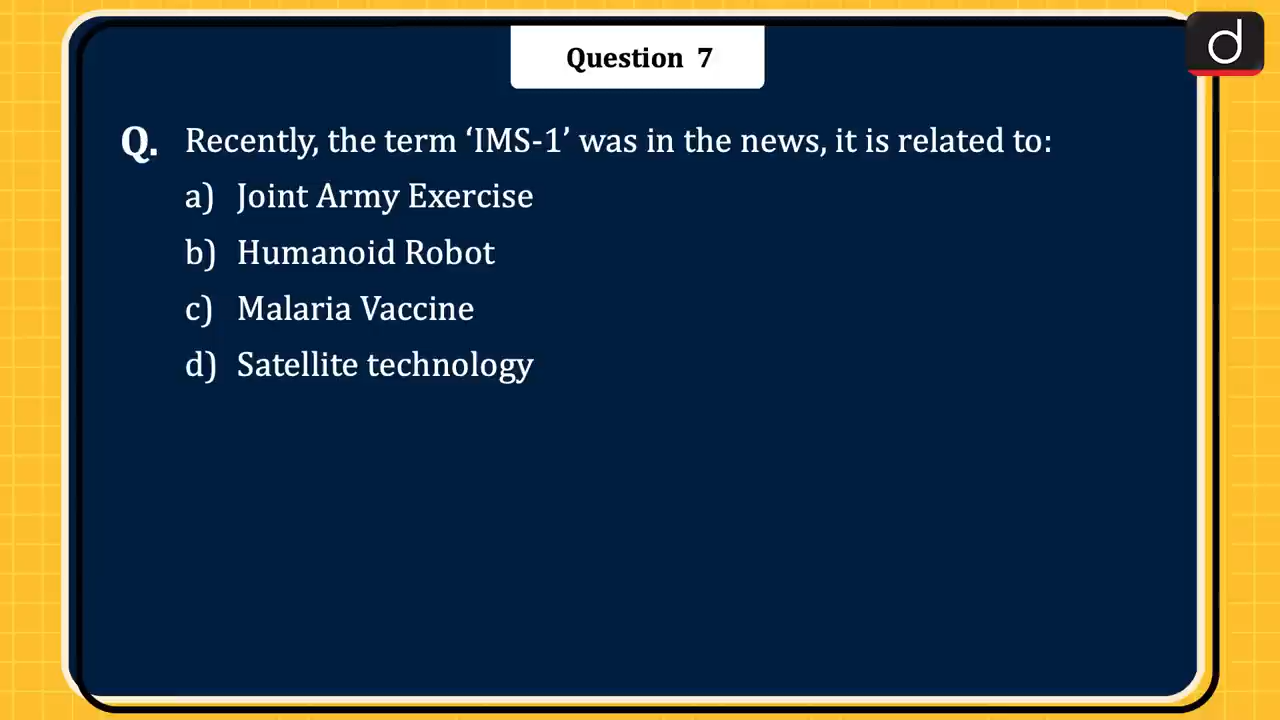 Question 7
d
Q. Recently, the term ‘IMS-1’ was in the news, it is related to:
a) Joint Army Exercise
b) Humanoid Robot
c) Malaria Vaccine
d) Satellite technology